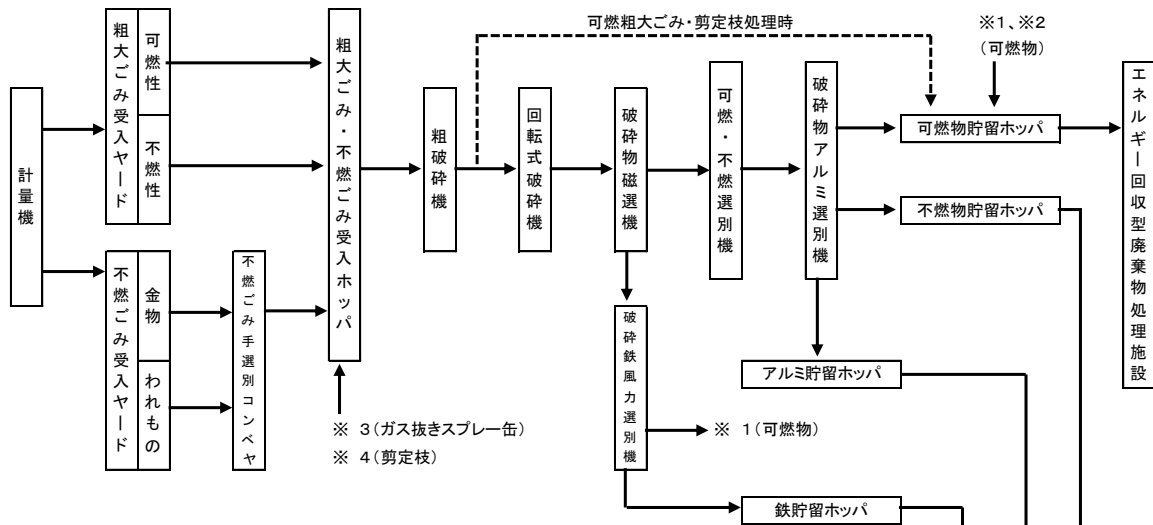 計量機
粗大ごみ受入ヤード
可燃性
不燃性
不燃ごみ受入ヤード
金物
われもの
不燃ごみ手選別コンベヤ
粗大ごみ・不燃ごみ受入ホッパ
※ 3(ガス抜きスプレー缶)
※ 4(剪定枝)
粗破砕機
可燃粗大ごみ・剪定枝処理時
回転式破砕機
破砕物磁選機
破砕鉄風力選別機
※ 1(可燃物)
可燃・不燃選別機
破砕物アルミ選別機
※1、※2
(可燃物)
可燃物貯留ホッパ
不燃物貯留ホッパ
アルミ貯留ホッパ
鉄貯留ホッパ
エネルギー回収型廃棄物処理施設